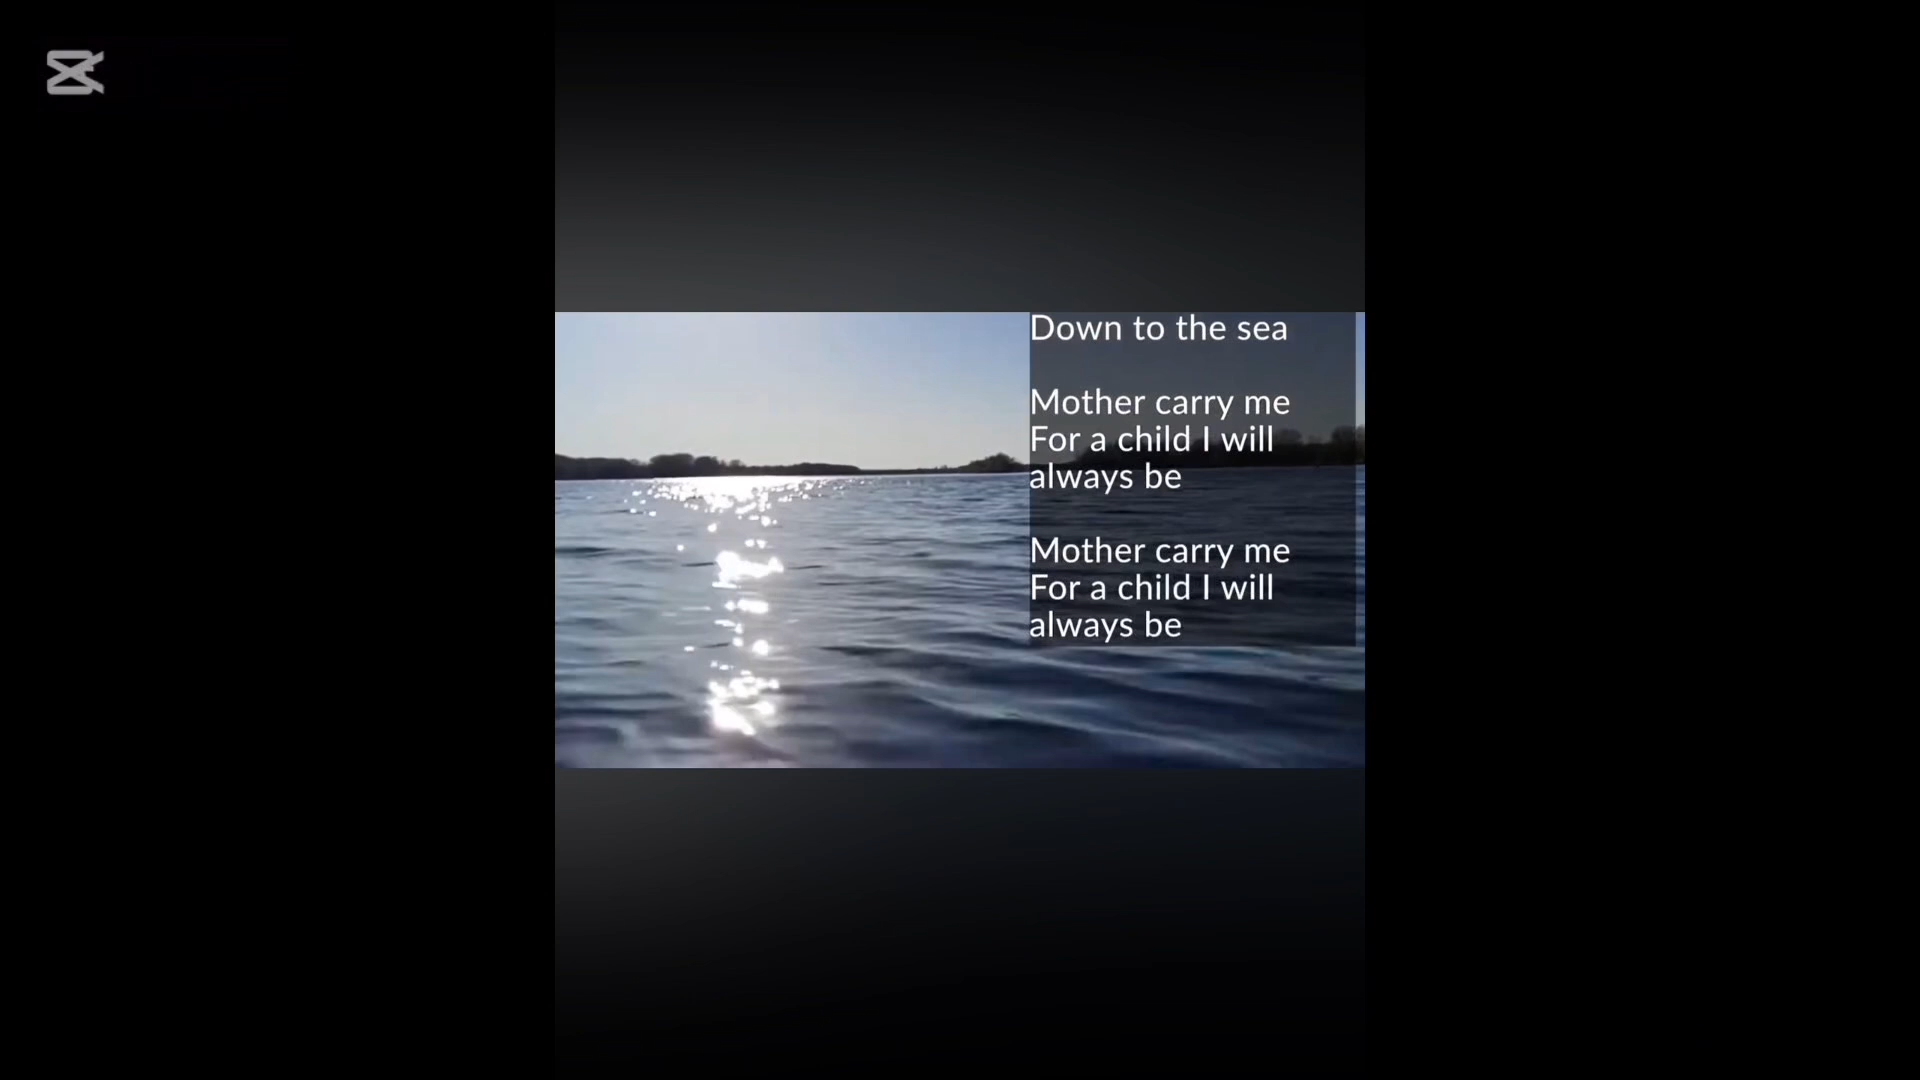 Down to the sea
Mother carry me
For a child I will
always be
Mother carry me
For a child I will
always be